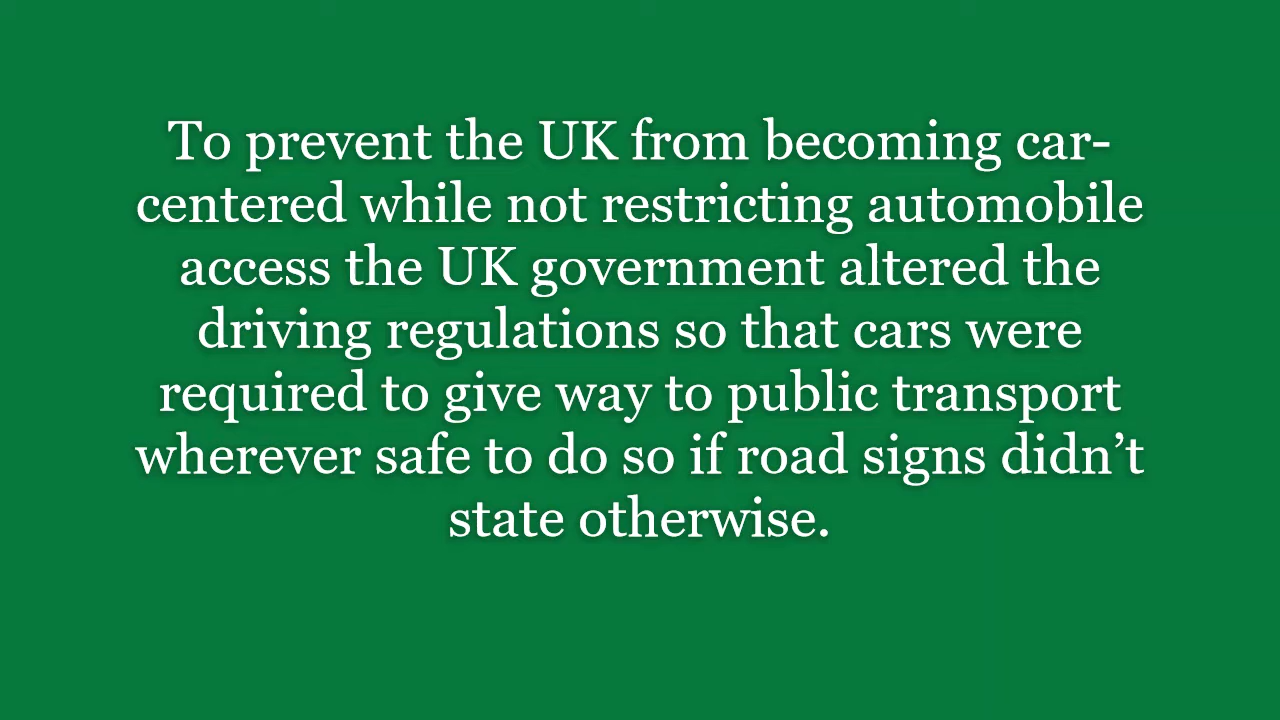 To prevent the UK from becoming car-
centered while not restricting automobile
access the UK government altered the
driving regulations so that cars were
required to give way to public transport
wherever safe to do so if road signs didn’t
state otherwise.